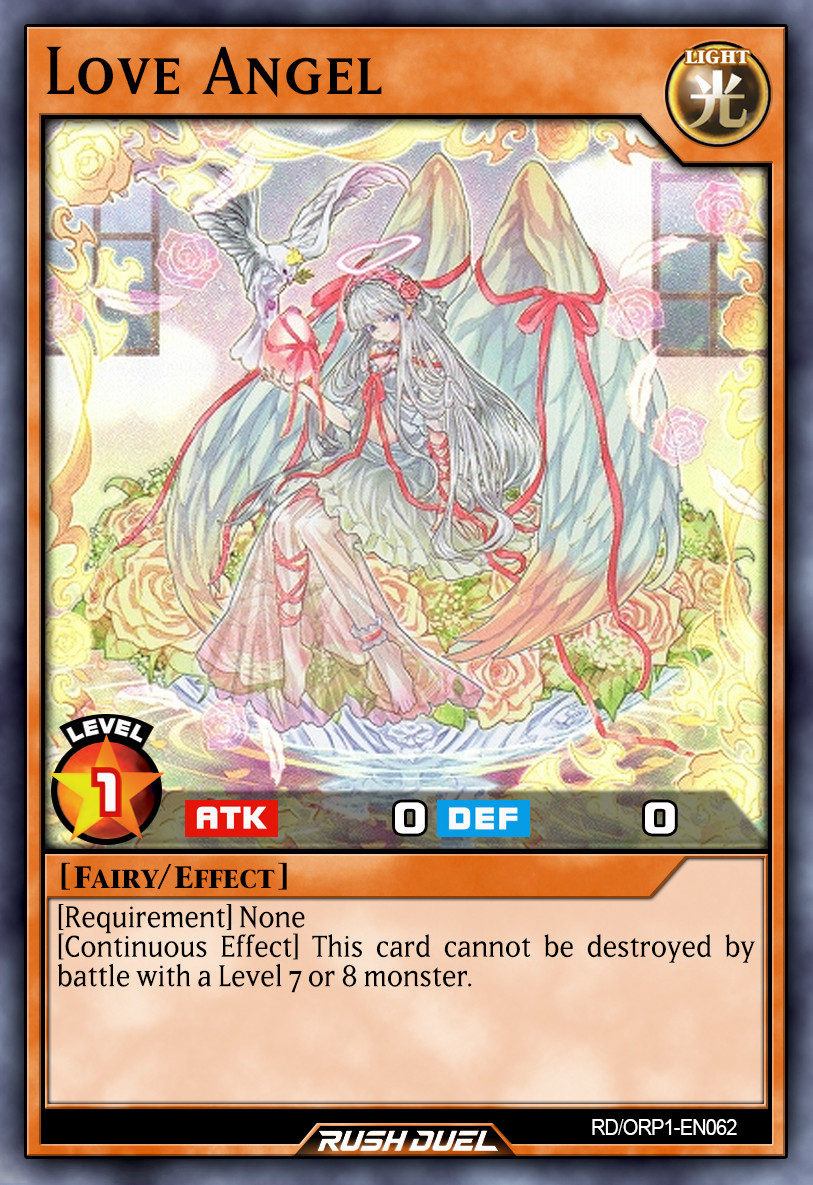 Love Angel
LIGHT
光
LEVEL
1
ATK 0 DEF 0
[Fairy/Effect]
[Requirement] None
[Continuous Effect] This card cannot be destroyed by
battle with a Level 7 or 8 monster.
RD/ORP1-EN062
RUSH DUEL